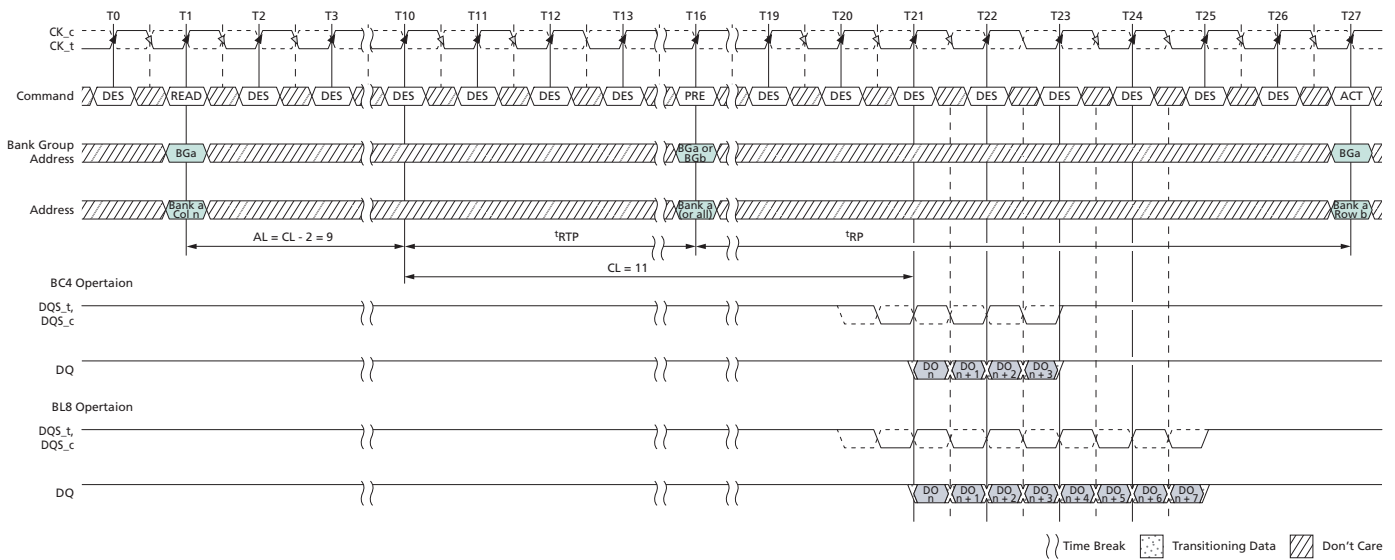 T0 T1 T2 T3 T10 T11 T12 T13 T16 T19 T20 T21 T22 T23 T24 T25 T26 T27
CK_c
CK_t
Command DES READ DES DES DES DES DES DES PRE DES DES DES DES DES DES DES DES ACT
Bank Group
Address
BGa
BGa or
BGb
BGa
Address
Bank a
Col n
Bank a
(or all)
Bank a
Row b
AL = CL - 2 = 9
tRTP
tRP
CL = 11
BC4 Opertaion
DQS_t,
DQS_c
DQ
DO
n
DO
n + 1
DO
n + 2
DO
n + 3
BL8 Opertaion
DQS_t,
DQS_c
DQ
DO
n
DO
n + 1
DO
n + 2
DO
n + 3
DO
n + 4
DO
n + 5
DO
n + 6
DO
n + 7
Time Break Transitioning Data Don't Care